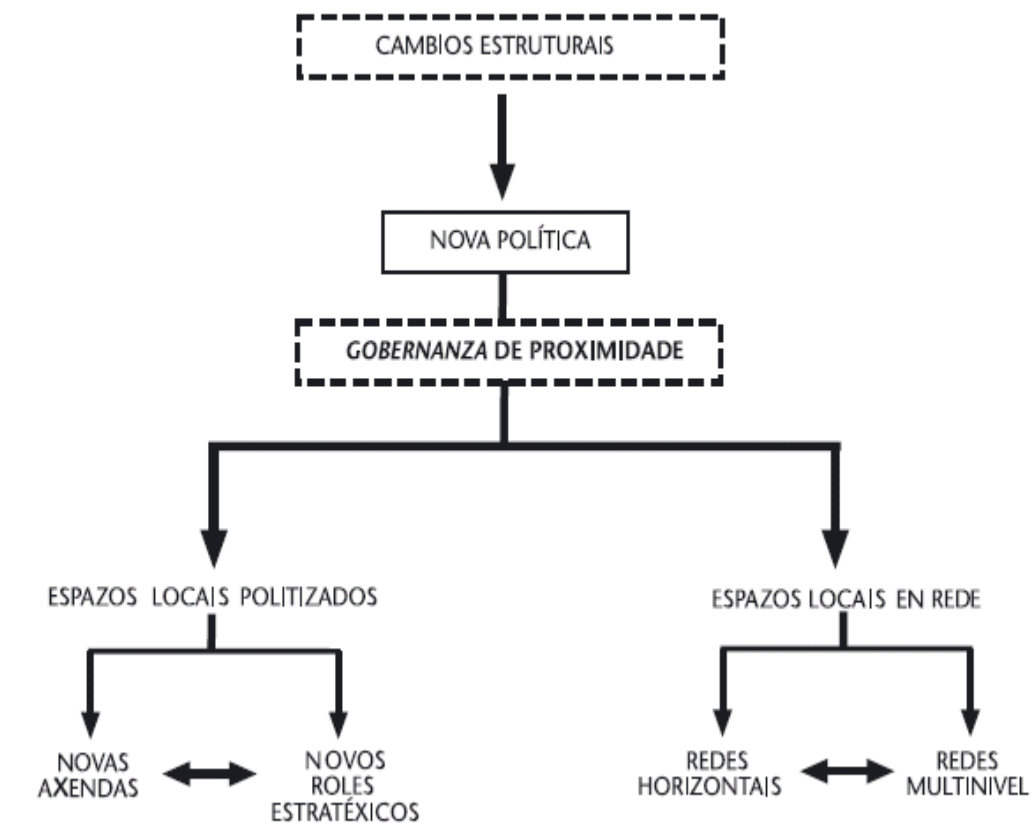 CAMBIOS ESTRUTURAIS
NOVA POLÍTICA
GOBERNANZA DE PROXIMIDADE
ESPAZOS LOCAIS POLITIZADOS
ESPAZOS LOCAIS EN REDE
NOVAS
AXENDAS
NOVOS
ROLES
ESTRATÉXICOS
REDES
HORIZONTAIS
REDES
MULTINIVEL